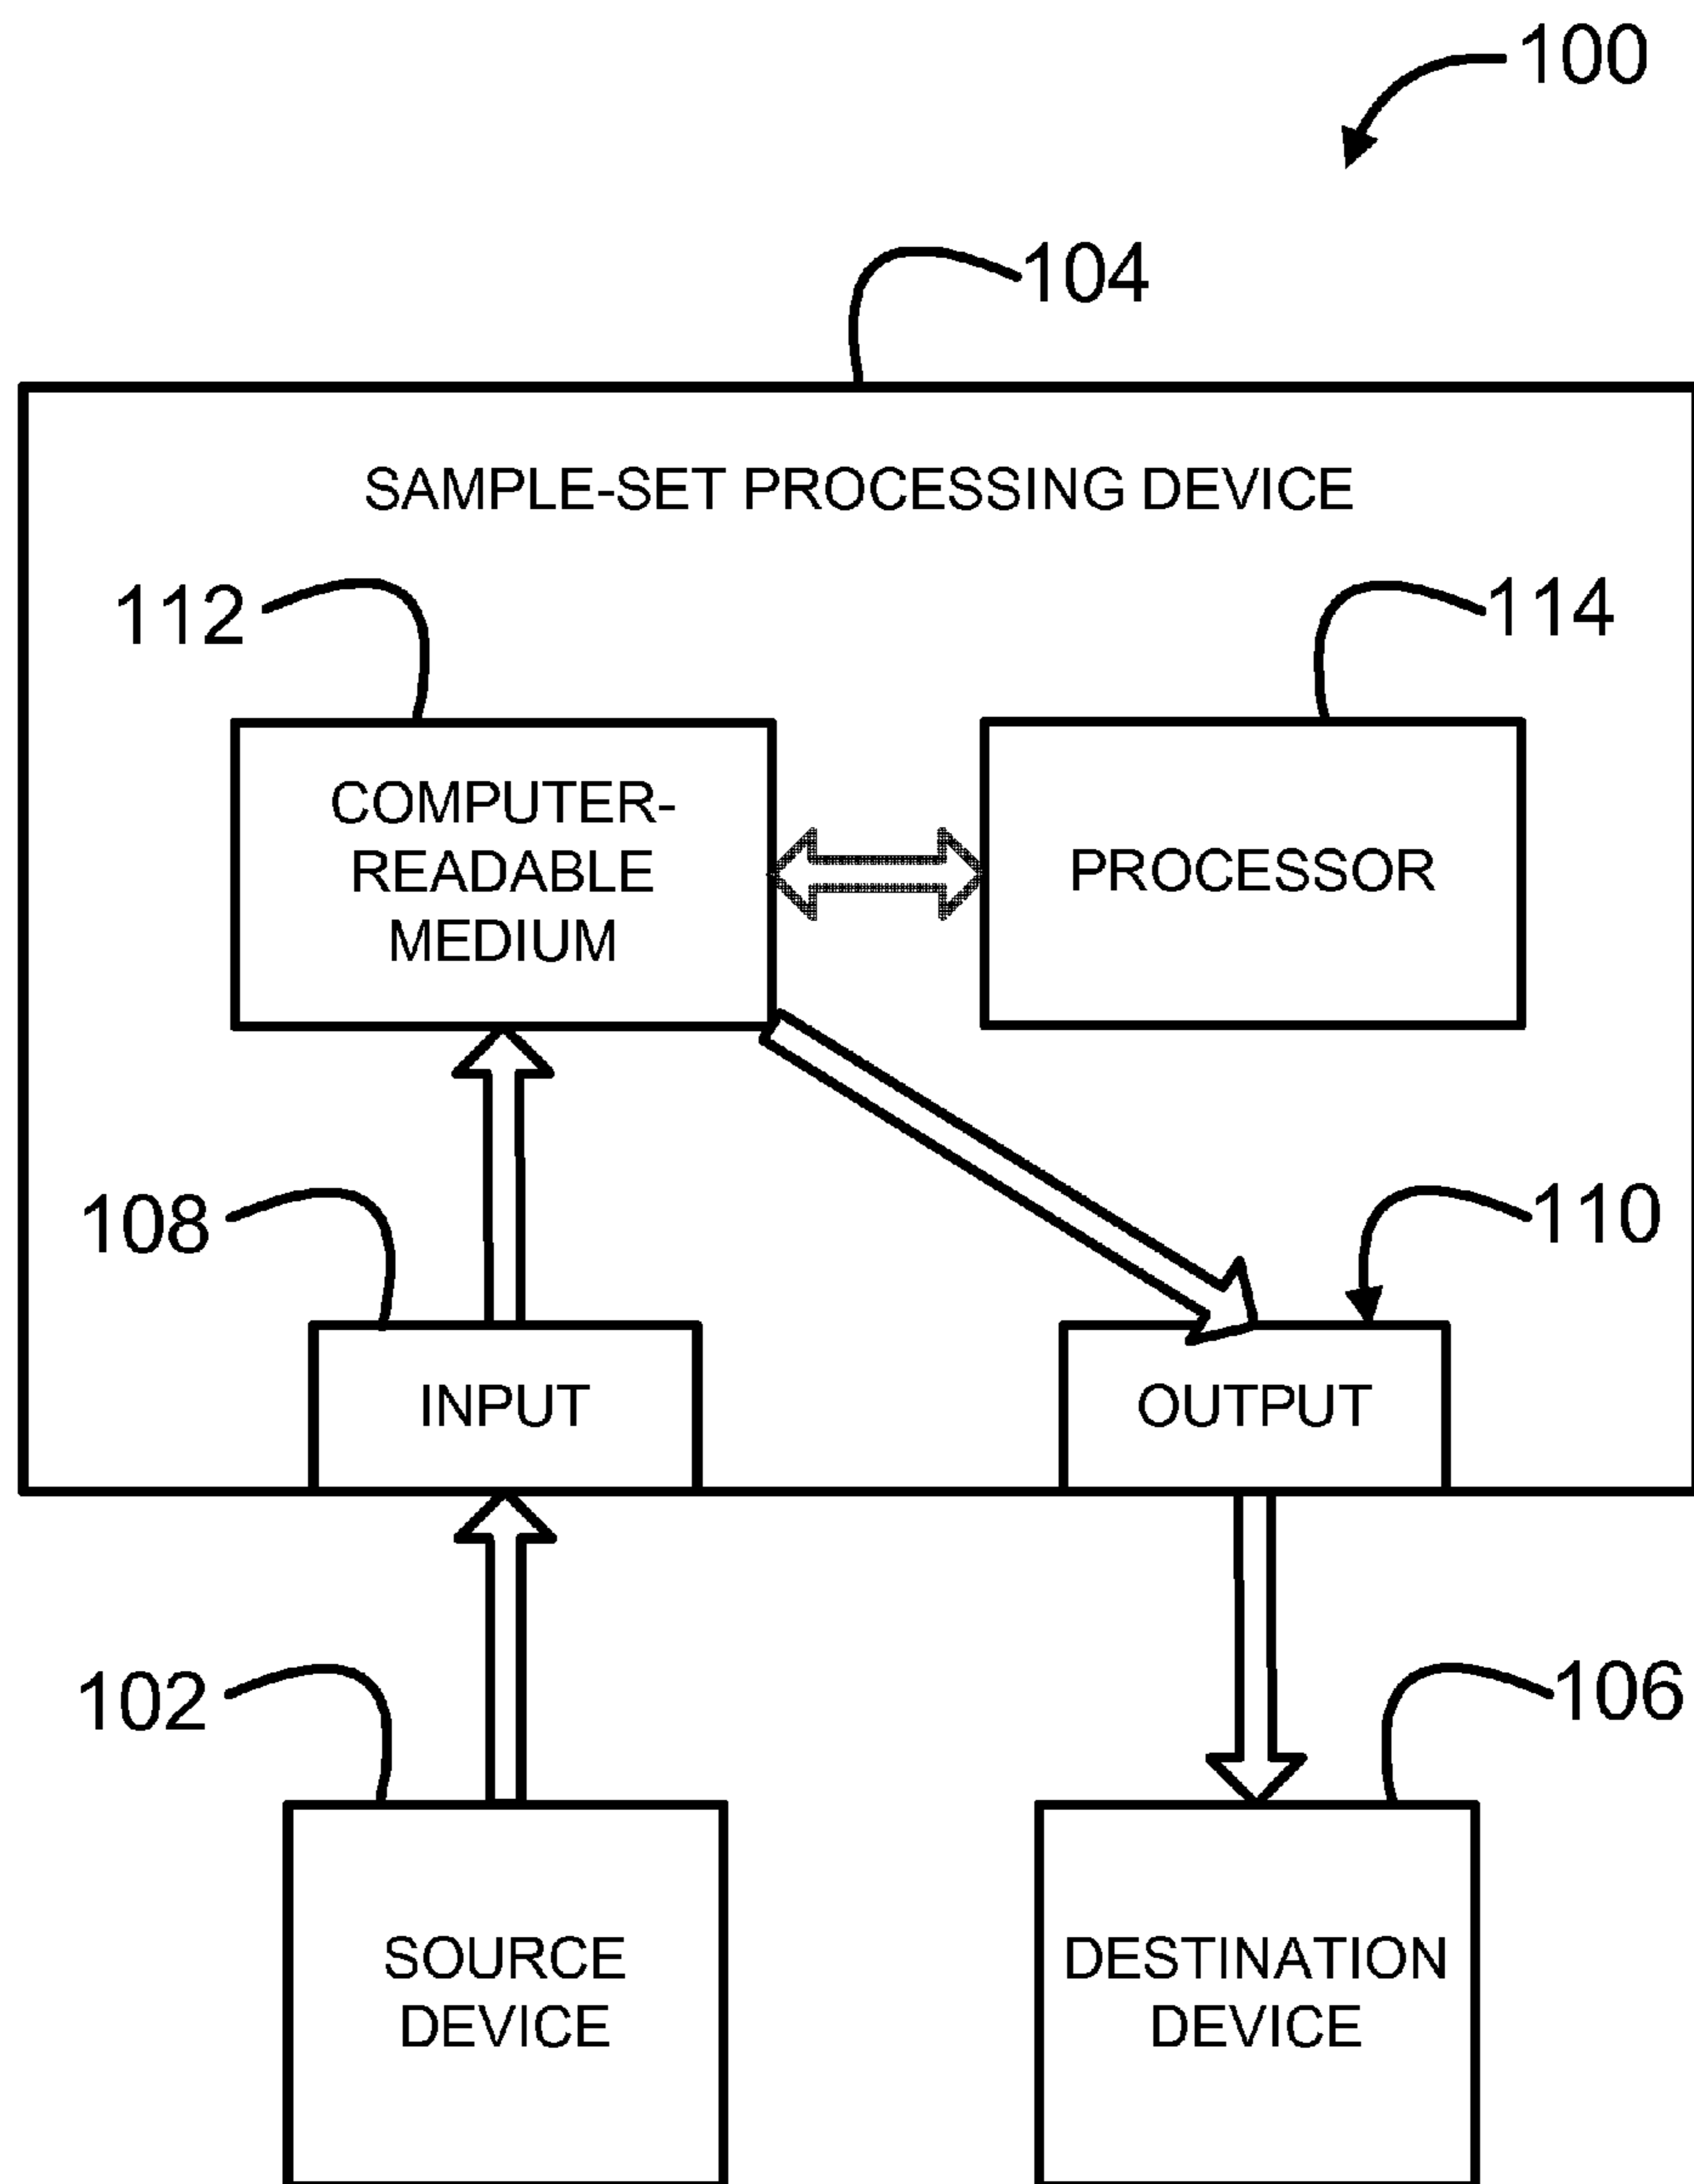 100
104
SAMPLE-SET PROCESSING DEVICE
112
114
COMPUTER-
READABLE
MEDIUM
PROCESSOR
108
110
INPUT
OUTPUT
102
106
SOURCE
DEVICE
DESTINATION
DEVICE